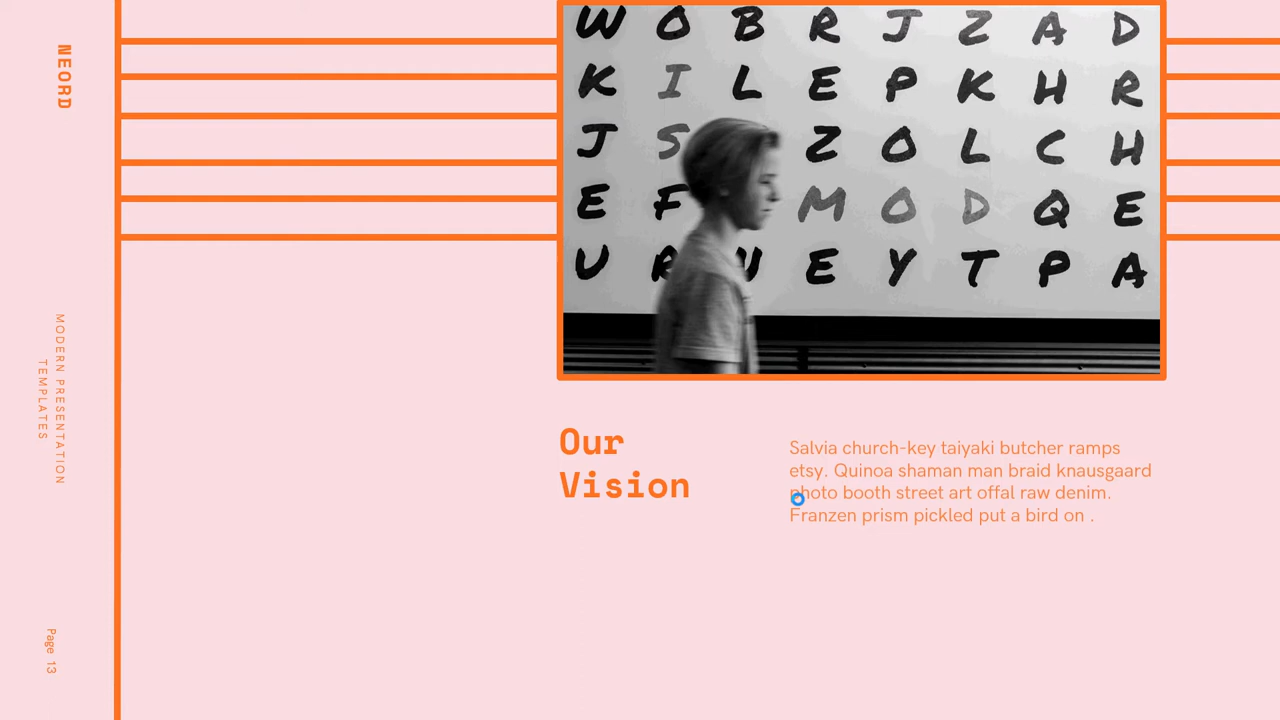 NEORD
MODERN PRESENTATION
TEMPLATES
Page 13
W O B R J Z A D
K I L E P K H R
J S Z O L C H
E F M O D Q E
U R E Y T P A
Our
Vision
Salvia church-key taiyaki butcher ramps
etsy. Quinoa shaman man braid knausgaard
photo booth street art offal raw denim.
Franzen prism pickled put a bird on .